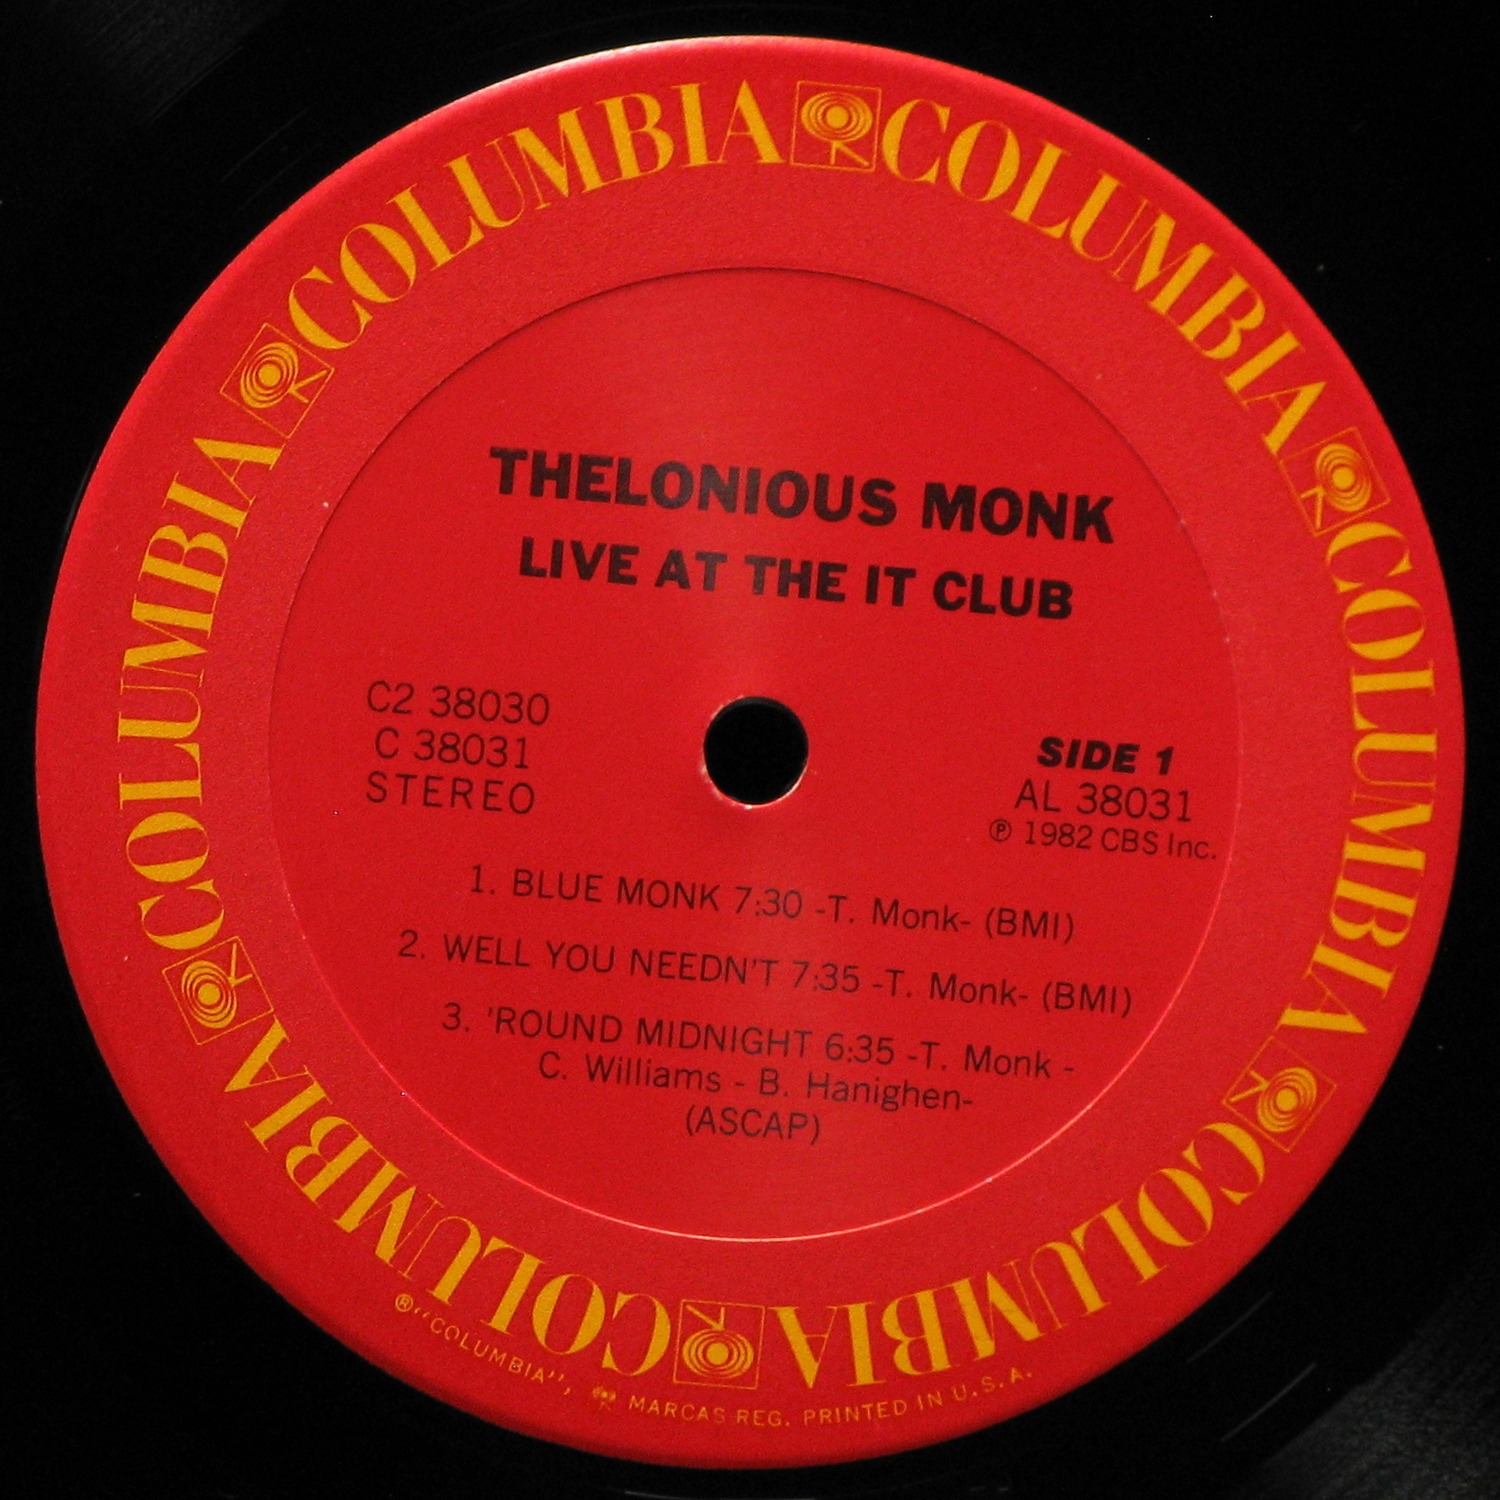 COLUMBIA COLUMBIA COLUMBIA COLUMBIA COLUMBIA COLUMBIA
THELONIOUS MONK
LIVE AT THE IT CLUB
C2 38030
C 38031
STEREO
SIDE 1
AL 38031
℗ 1982 CBS Inc.
1. BLUE MONK 7:30 -T. Monk- (BMI)
2. WELL YOU NEEDN'T 7:35 -T. Monk- (BMI)
3. 'ROUND MIDNIGHT 6:35 -T. Monk -
C. Williams - B. Hanighen-
(ASCAP)
® "COLUMBIA", MARCAS REG. PRINTED IN U.S.A.